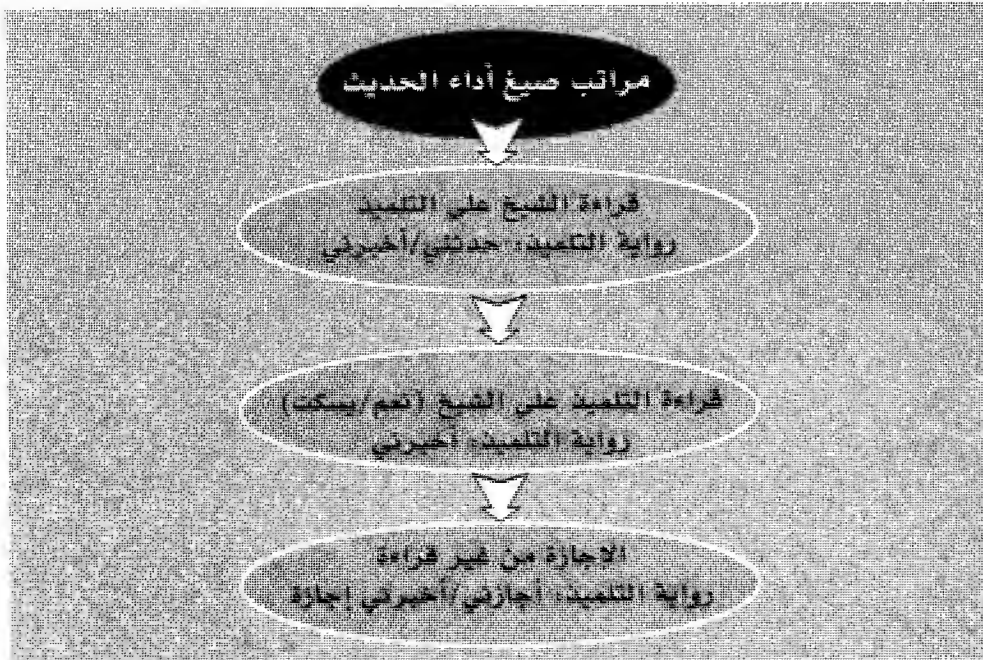 مراتب صيغ أداء الحديث
قراءة الشيخ على التلميذ
رواية التلميذ: حدثني/أخبرني
قراءة التلميذ على الشيخ (نعم/يسكت)
رواية التلميذ: أخبرني
الاجازة من غير قراءة
رواية التلميذ: أجازني/أخبرني إجازة